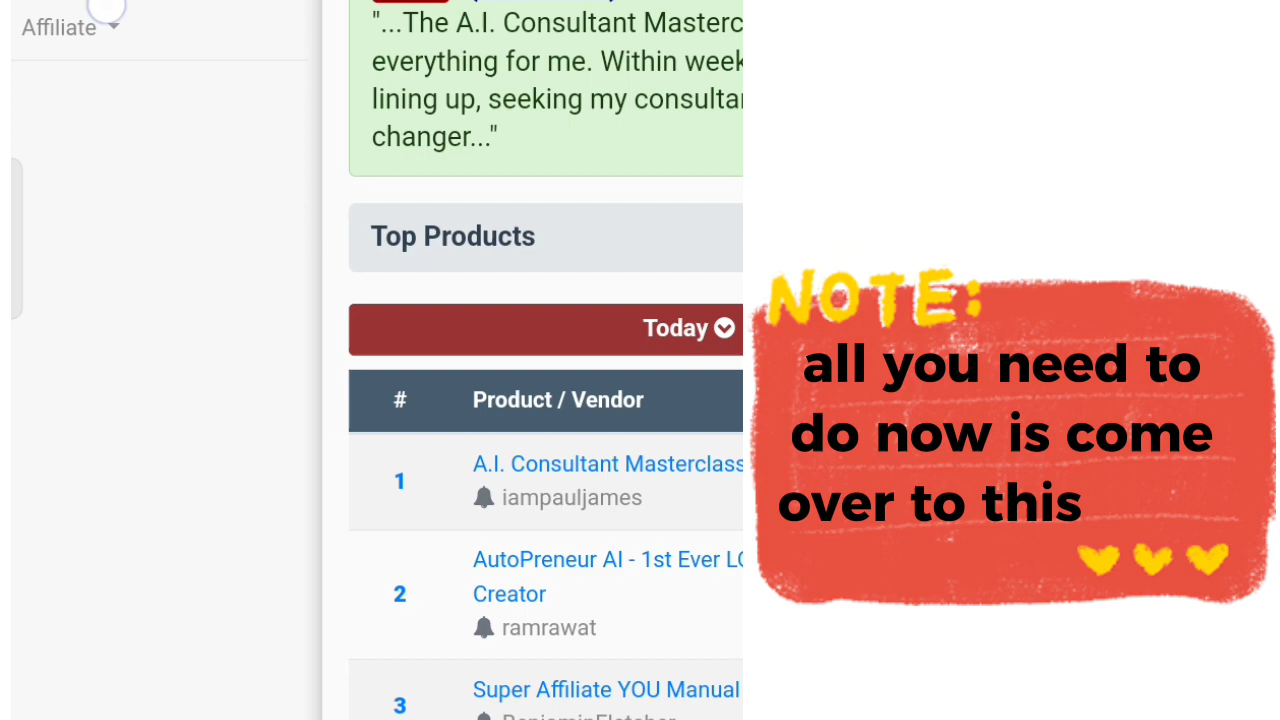 Affiliate
"...The A.I. Consultant Masterc
everything for me. Within week
lining up, seeking my consulta
changer..."
Top Products
Today
# Product / Vendor
1 A.I. Consultant Masterclass
iampauljames
2 AutoPreneur AI - 1st Ever LC
Creator
ramrawat
3 Super Affiliate YOU Manual
NOTE:
all you need to
do now is come
over to this